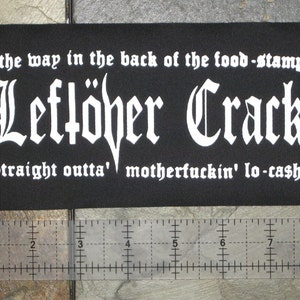 the way in the back of the food-stamp
Leftöver Crack
straight outta' motherfuckin' lo-ca$h
2 3 4 5 6 7